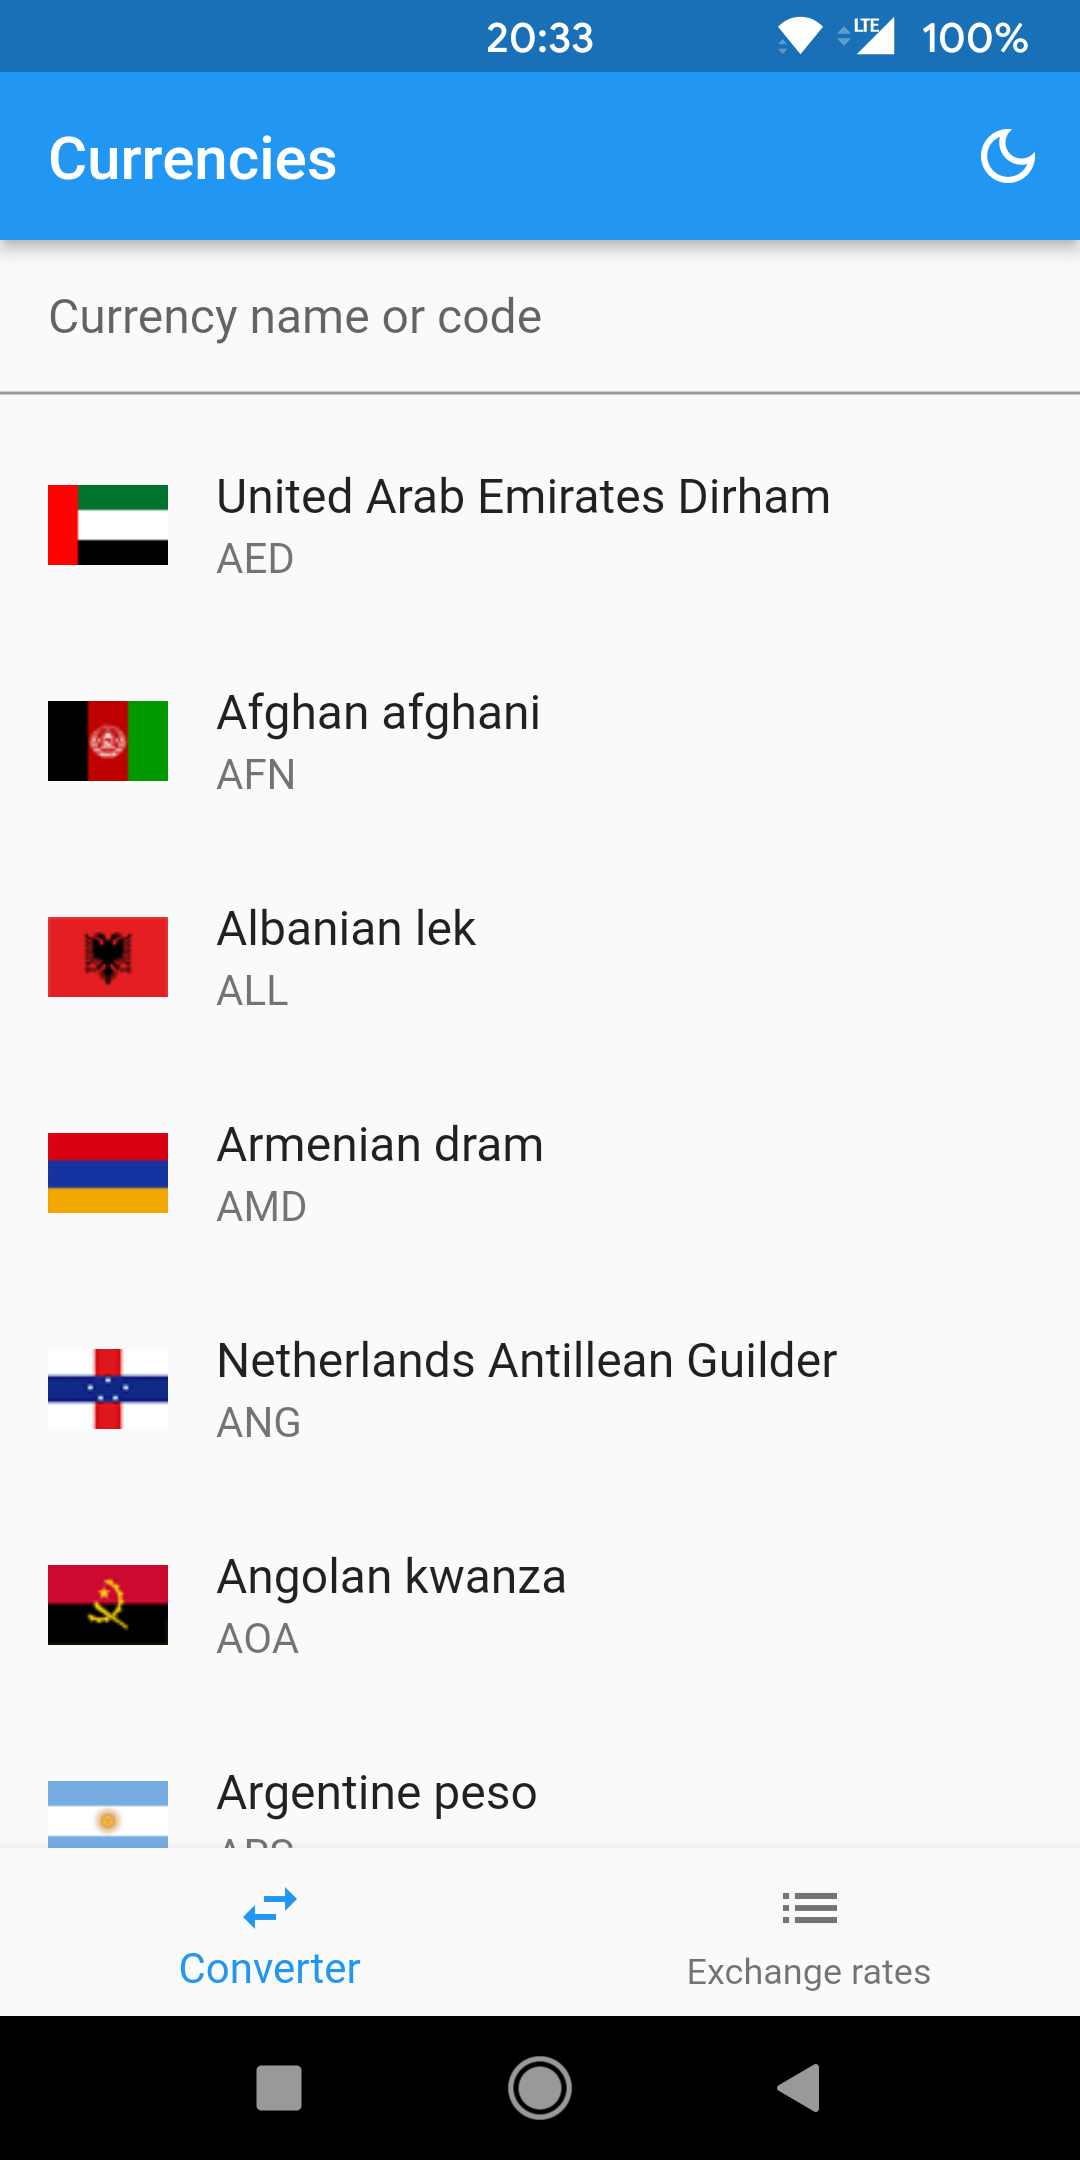 20:33 LTE 100%
Currencies
Currency name or code
United Arab Emirates Dirham
AED
Afghan afghani
AFN
Albanian lek
ALL
Armenian dram
AMD
Netherlands Antillean Guilder
ANG
Angolan kwanza
AOA
Argentine peso
Converter
Exchange rates